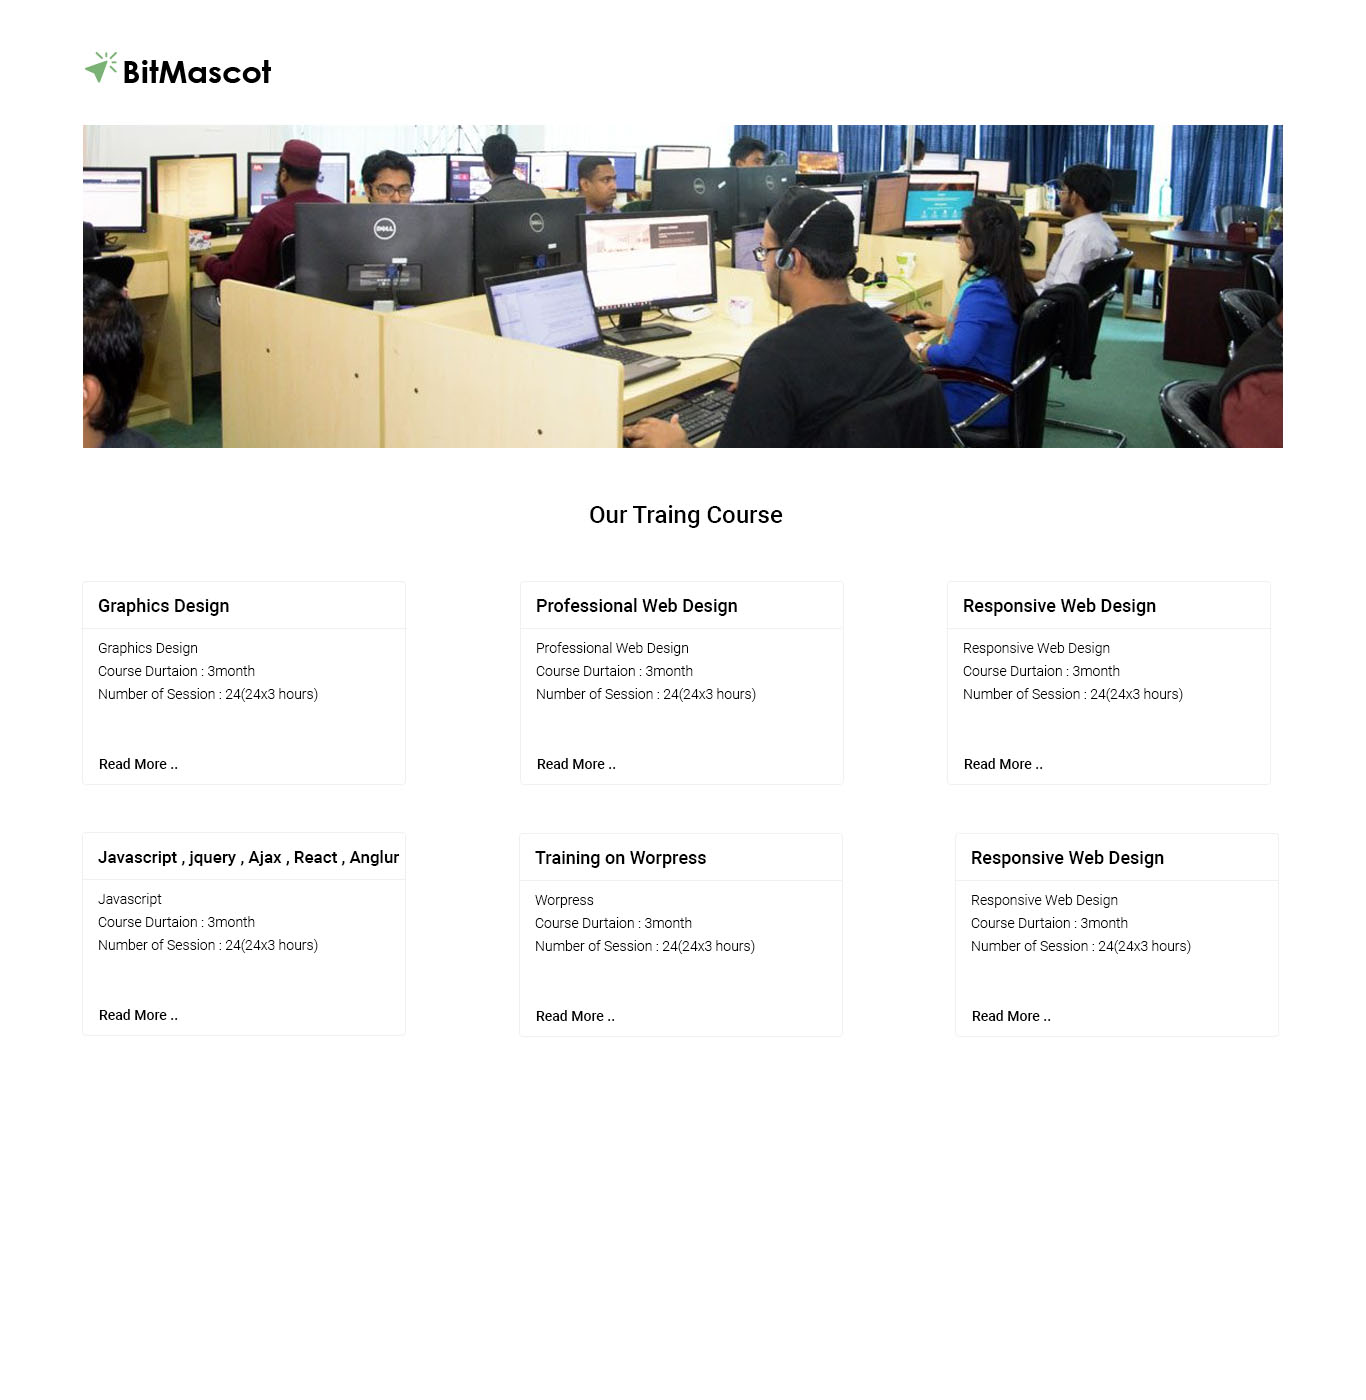 BitMascot
DELL
DELL
DELL
DELL
Our Traing Course
Graphics Design
Graphics Design
Course Durtaion : 3month
Number of Session : 24(24x3 hours)
Read More ..
Professional Web Design
Professional Web Design
Course Durtaion : 3month
Number of Session : 24(24x3 hours)
Read More ..
Responsive Web Design
Responsive Web Design
Course Durtaion : 3month
Number of Session : 24(24x3 hours)
Read More ..
Javascript , jquery , Ajax , React , Anglur
Javascript
Course Durtaion : 3month
Number of Session : 24(24x3 hours)
Read More ..
Training on Worpress
Worpress
Course Durtaion : 3month
Number of Session : 24(24x3 hours)
Read More ..
Responsive Web Design
Responsive Web Design
Course Durtaion : 3month
Number of Session : 24(24x3 hours)
Read More ..